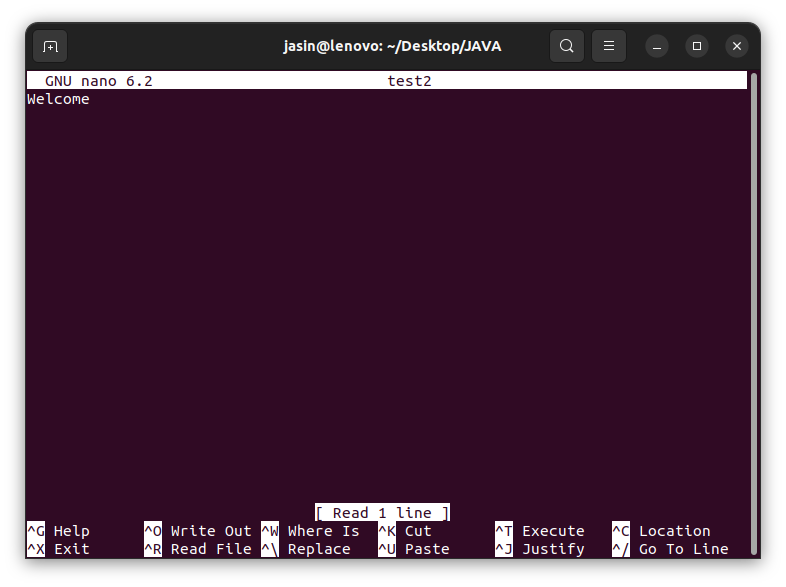 jasin@lenovo: ~/Desktop/JAVA
GNU nano 6.2 test2
Welcome
[ Read 1 line ]
^G Help ^O Write Out ^W Where Is ^K Cut ^T Execute ^C Location
^X Exit ^R Read File ^\ Replace ^U Paste ^J Justify ^/ Go To Line